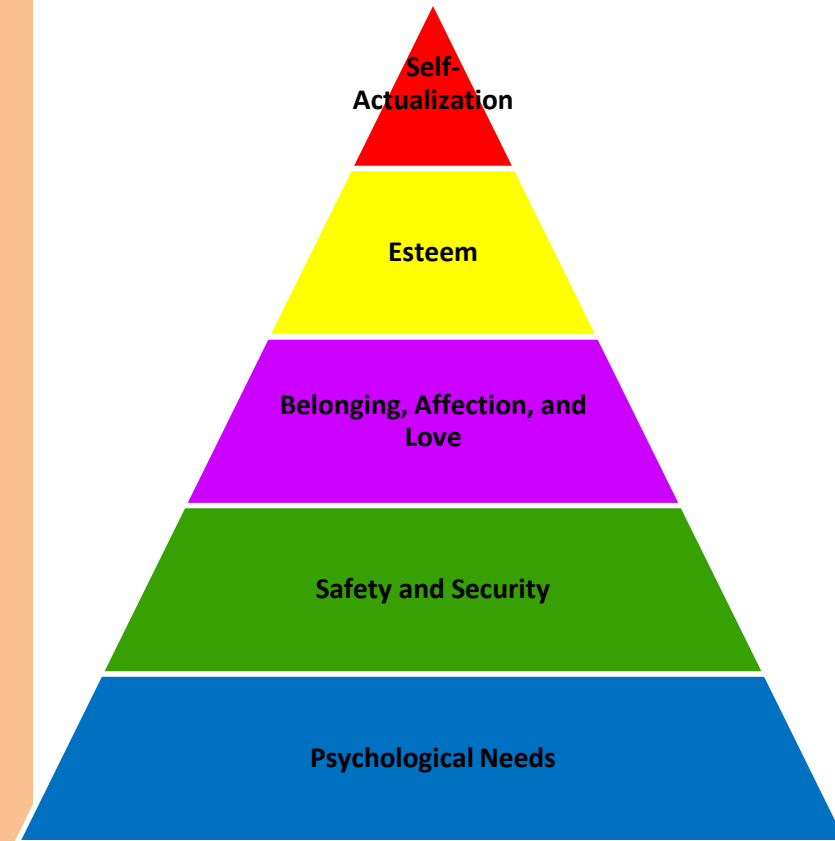 Self-
Actualization
Esteem
Belonging, Affection, and
Love
Safety and Security
Psychological Needs